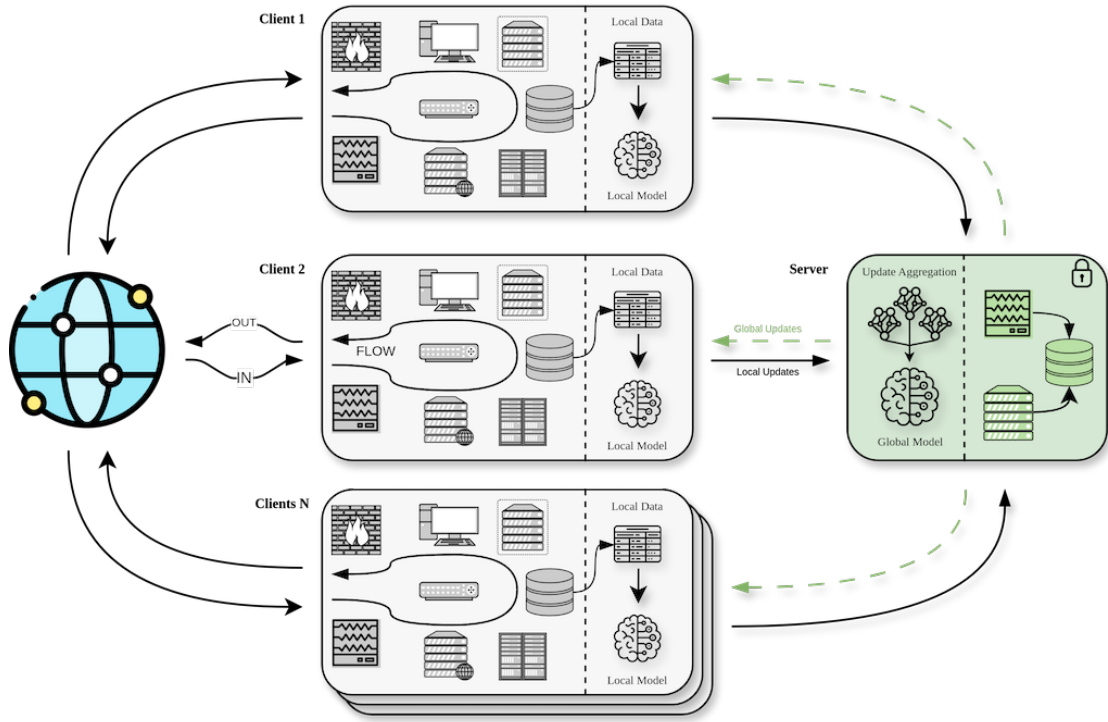 Client 1
Local Data
Local Model
Client 2
Local Data
OUT
FLOW
IN
Local Model
Global Updates
Local Updates
Server
Update Aggregation
Global Model
Clients N
Local Data
Local Model